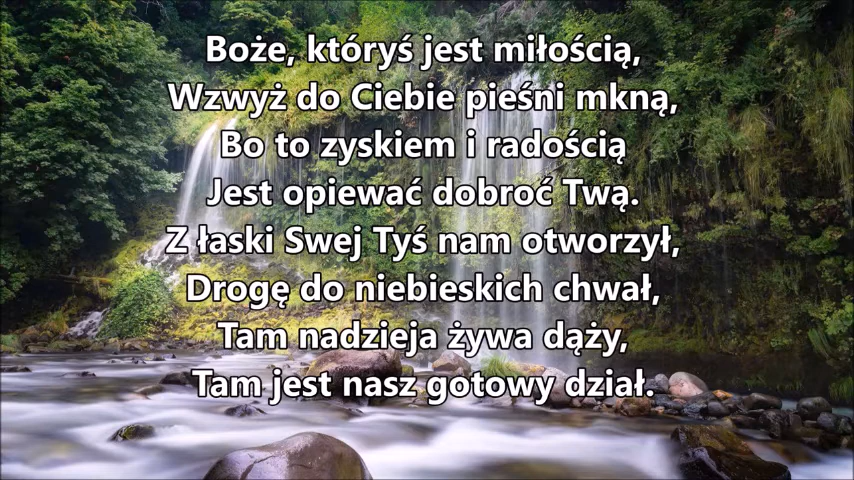 Boże, któryś jest miłością,
Wzwyż do Ciebie pieśni mkną,
Bo to zyskiem i radością
Jest opiewać dobroć Twą.
Z łaski Swej Tyś nam otworzył,
Drogę do niebieskich chwał,
Tam nadzieja żywa dąży,
Tam jest nasz gotowy dział.